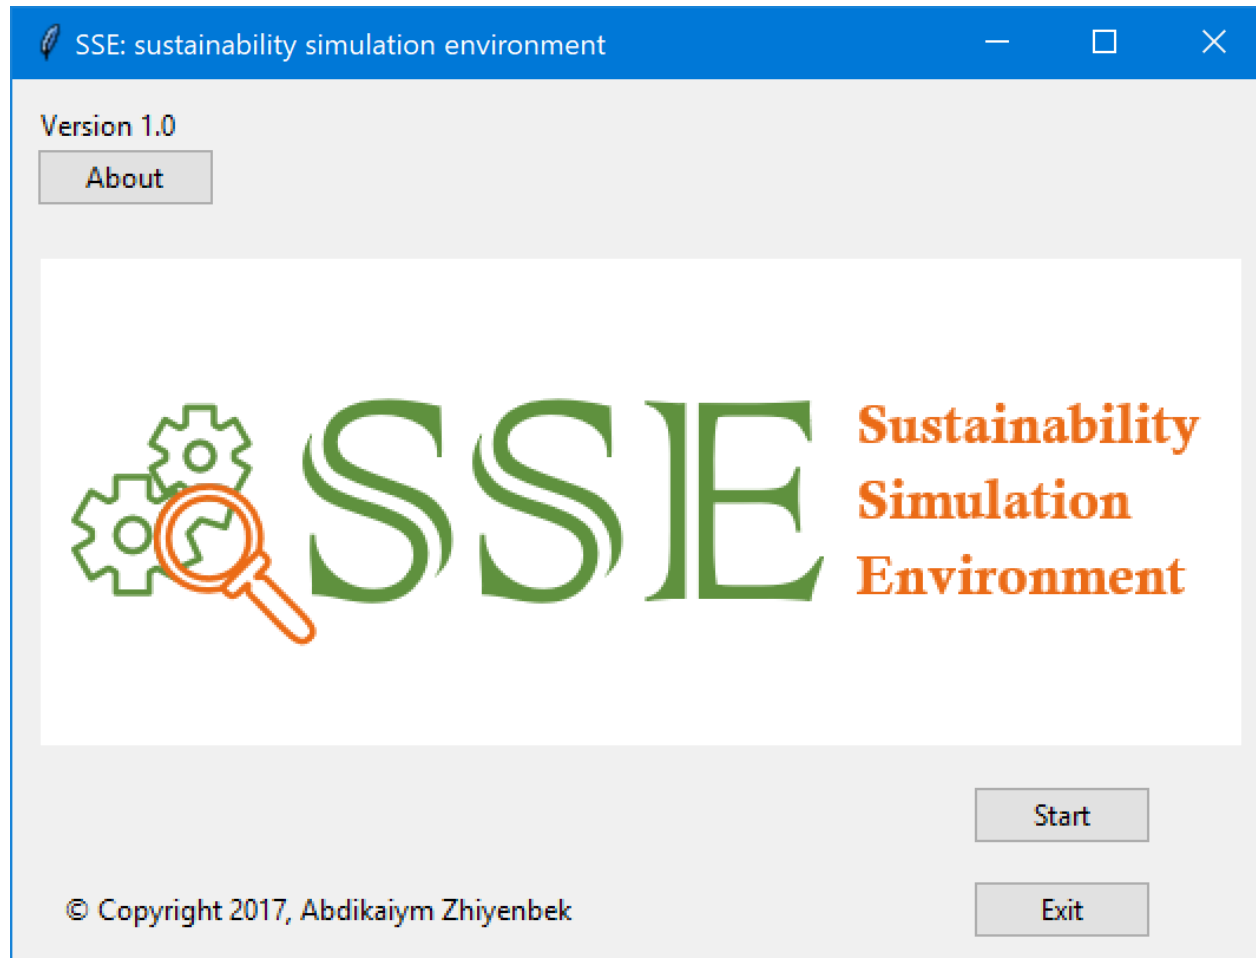 SSE: sustainability simulation environment
Version 1.0
About
SSE
Sustainability
Simulation
Environment
Start
© Copyright 2017, Abdikaiym Zhiyenbek
Exit